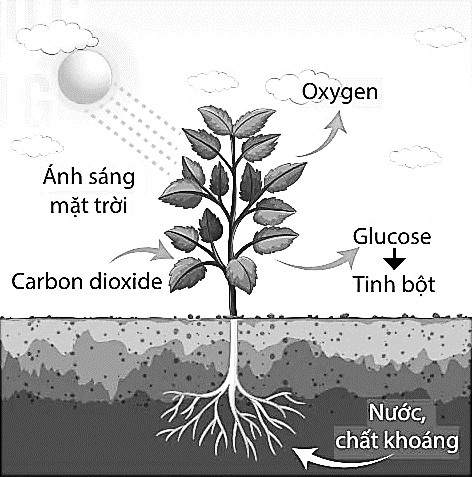 Oxygen
Ánh sáng
mặt trời
Glucose
Carbon dioxide
Tinh bột
Nước,
chất khoáng